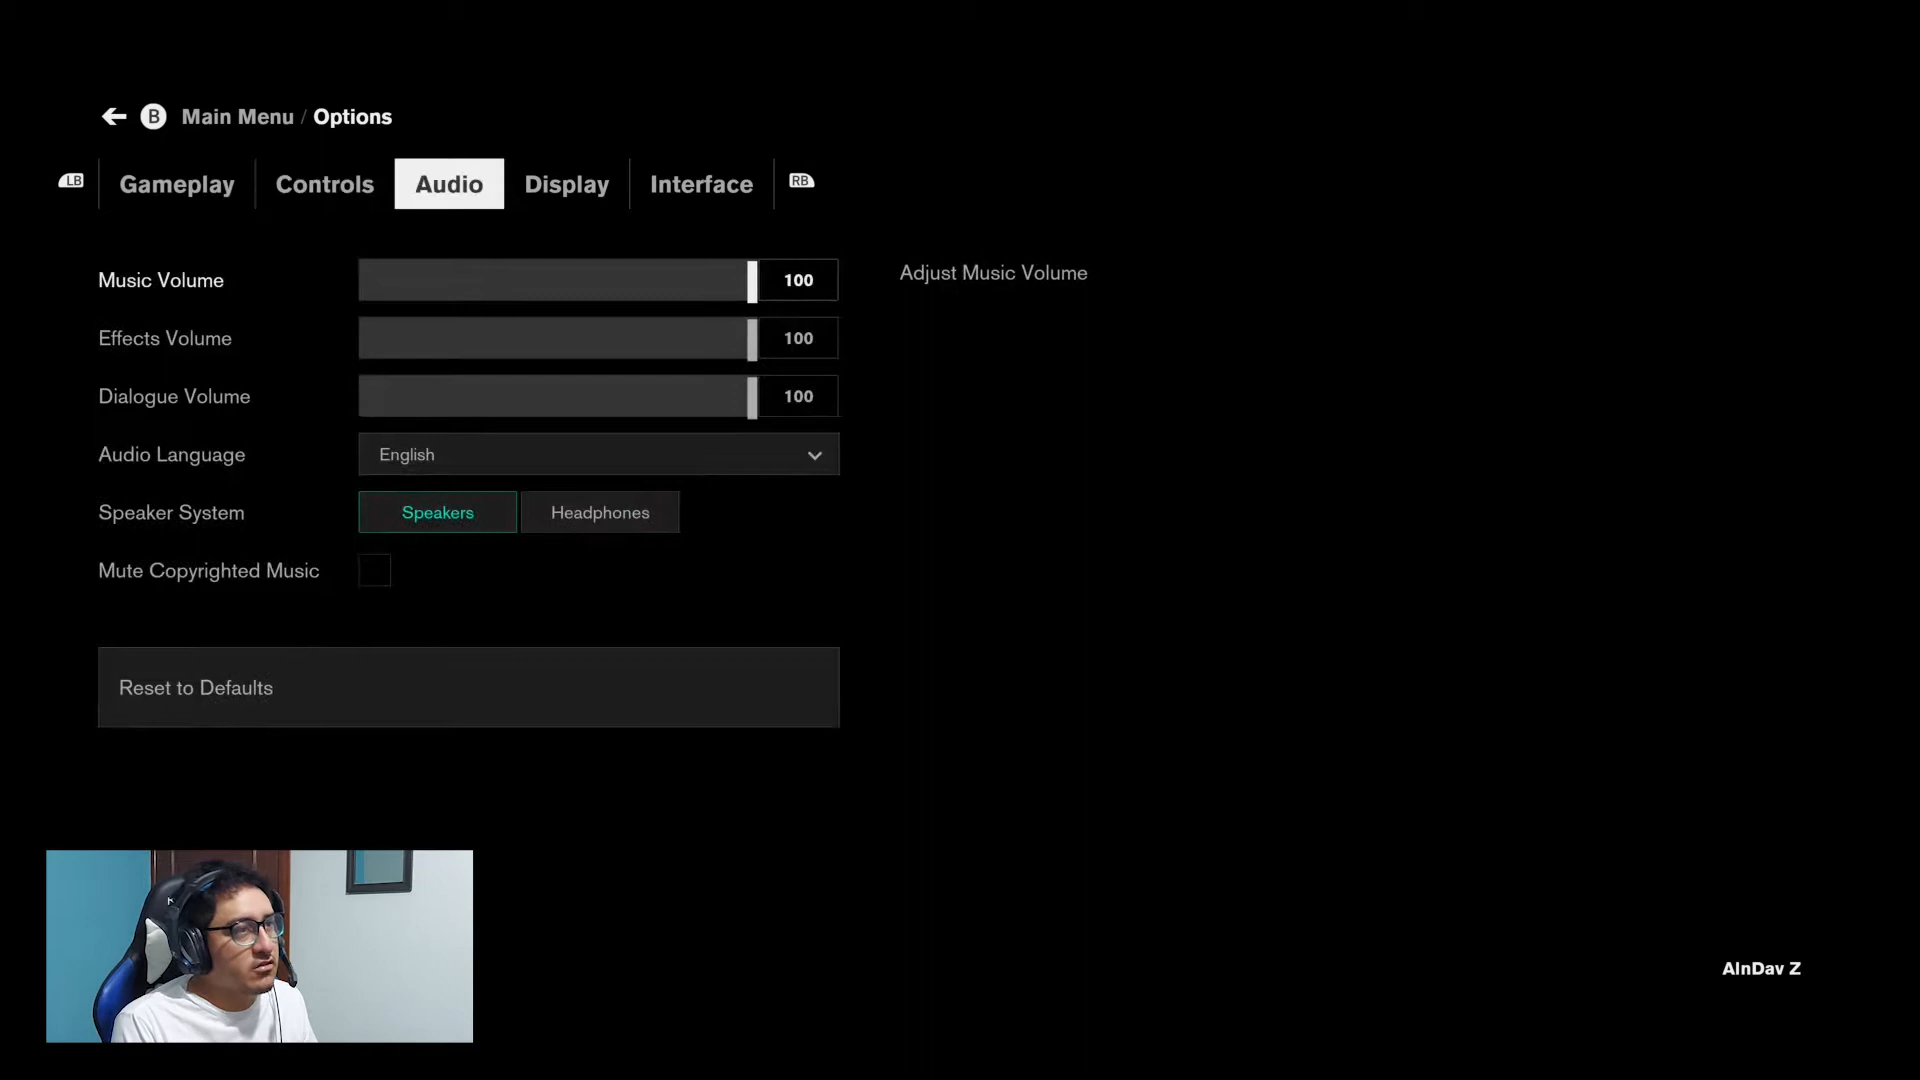 B Main Menu / Options
LB Gameplay Controls Audio Display Interface RB
Music Volume 100 Adjust Music Volume
Effects Volume 100
Dialogue Volume 100
Audio Language English
Speaker System Speakers Headphones
Mute Copyrighted Music
Reset to Defaults
AlnDav Z